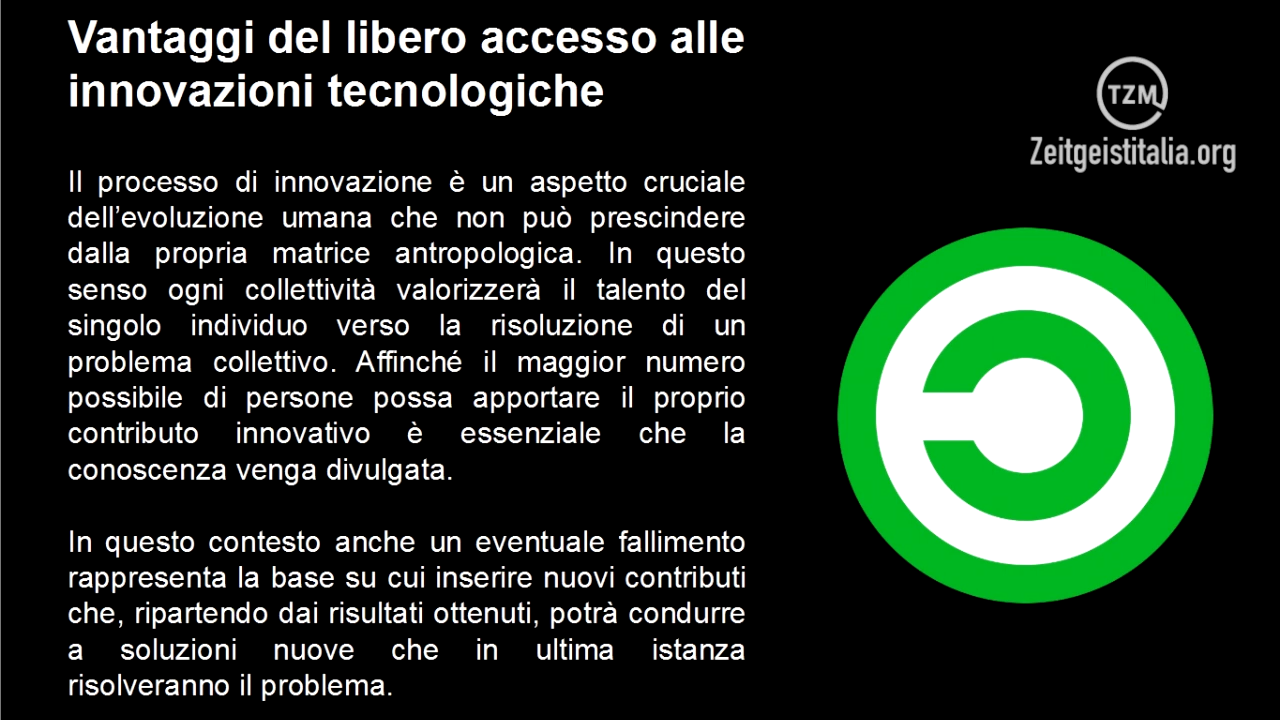 Vantaggi del libero accesso alle
innovazioni tecnologiche
TZM
Zeitgeistitalia.org
Il processo di innovazione è un aspetto cruciale
dell’evoluzione umana che non può prescindere
dalla propria matrice antropologica. In questo
senso ogni collettività valorizzerà il talento del
singolo individuo verso la risoluzione di un
problema collettivo. Affinché il maggior numero
possibile di persone possa apportare il proprio
contributo innovativo è essenziale che la
conoscenza venga divulgata.
In questo contesto anche un eventuale fallimento
rappresenta la base su cui inserire nuovi contributi
che, ripartendo dai risultati ottenuti, potrà condurre
a soluzioni nuove che in ultima istanza
risolveranno il problema.